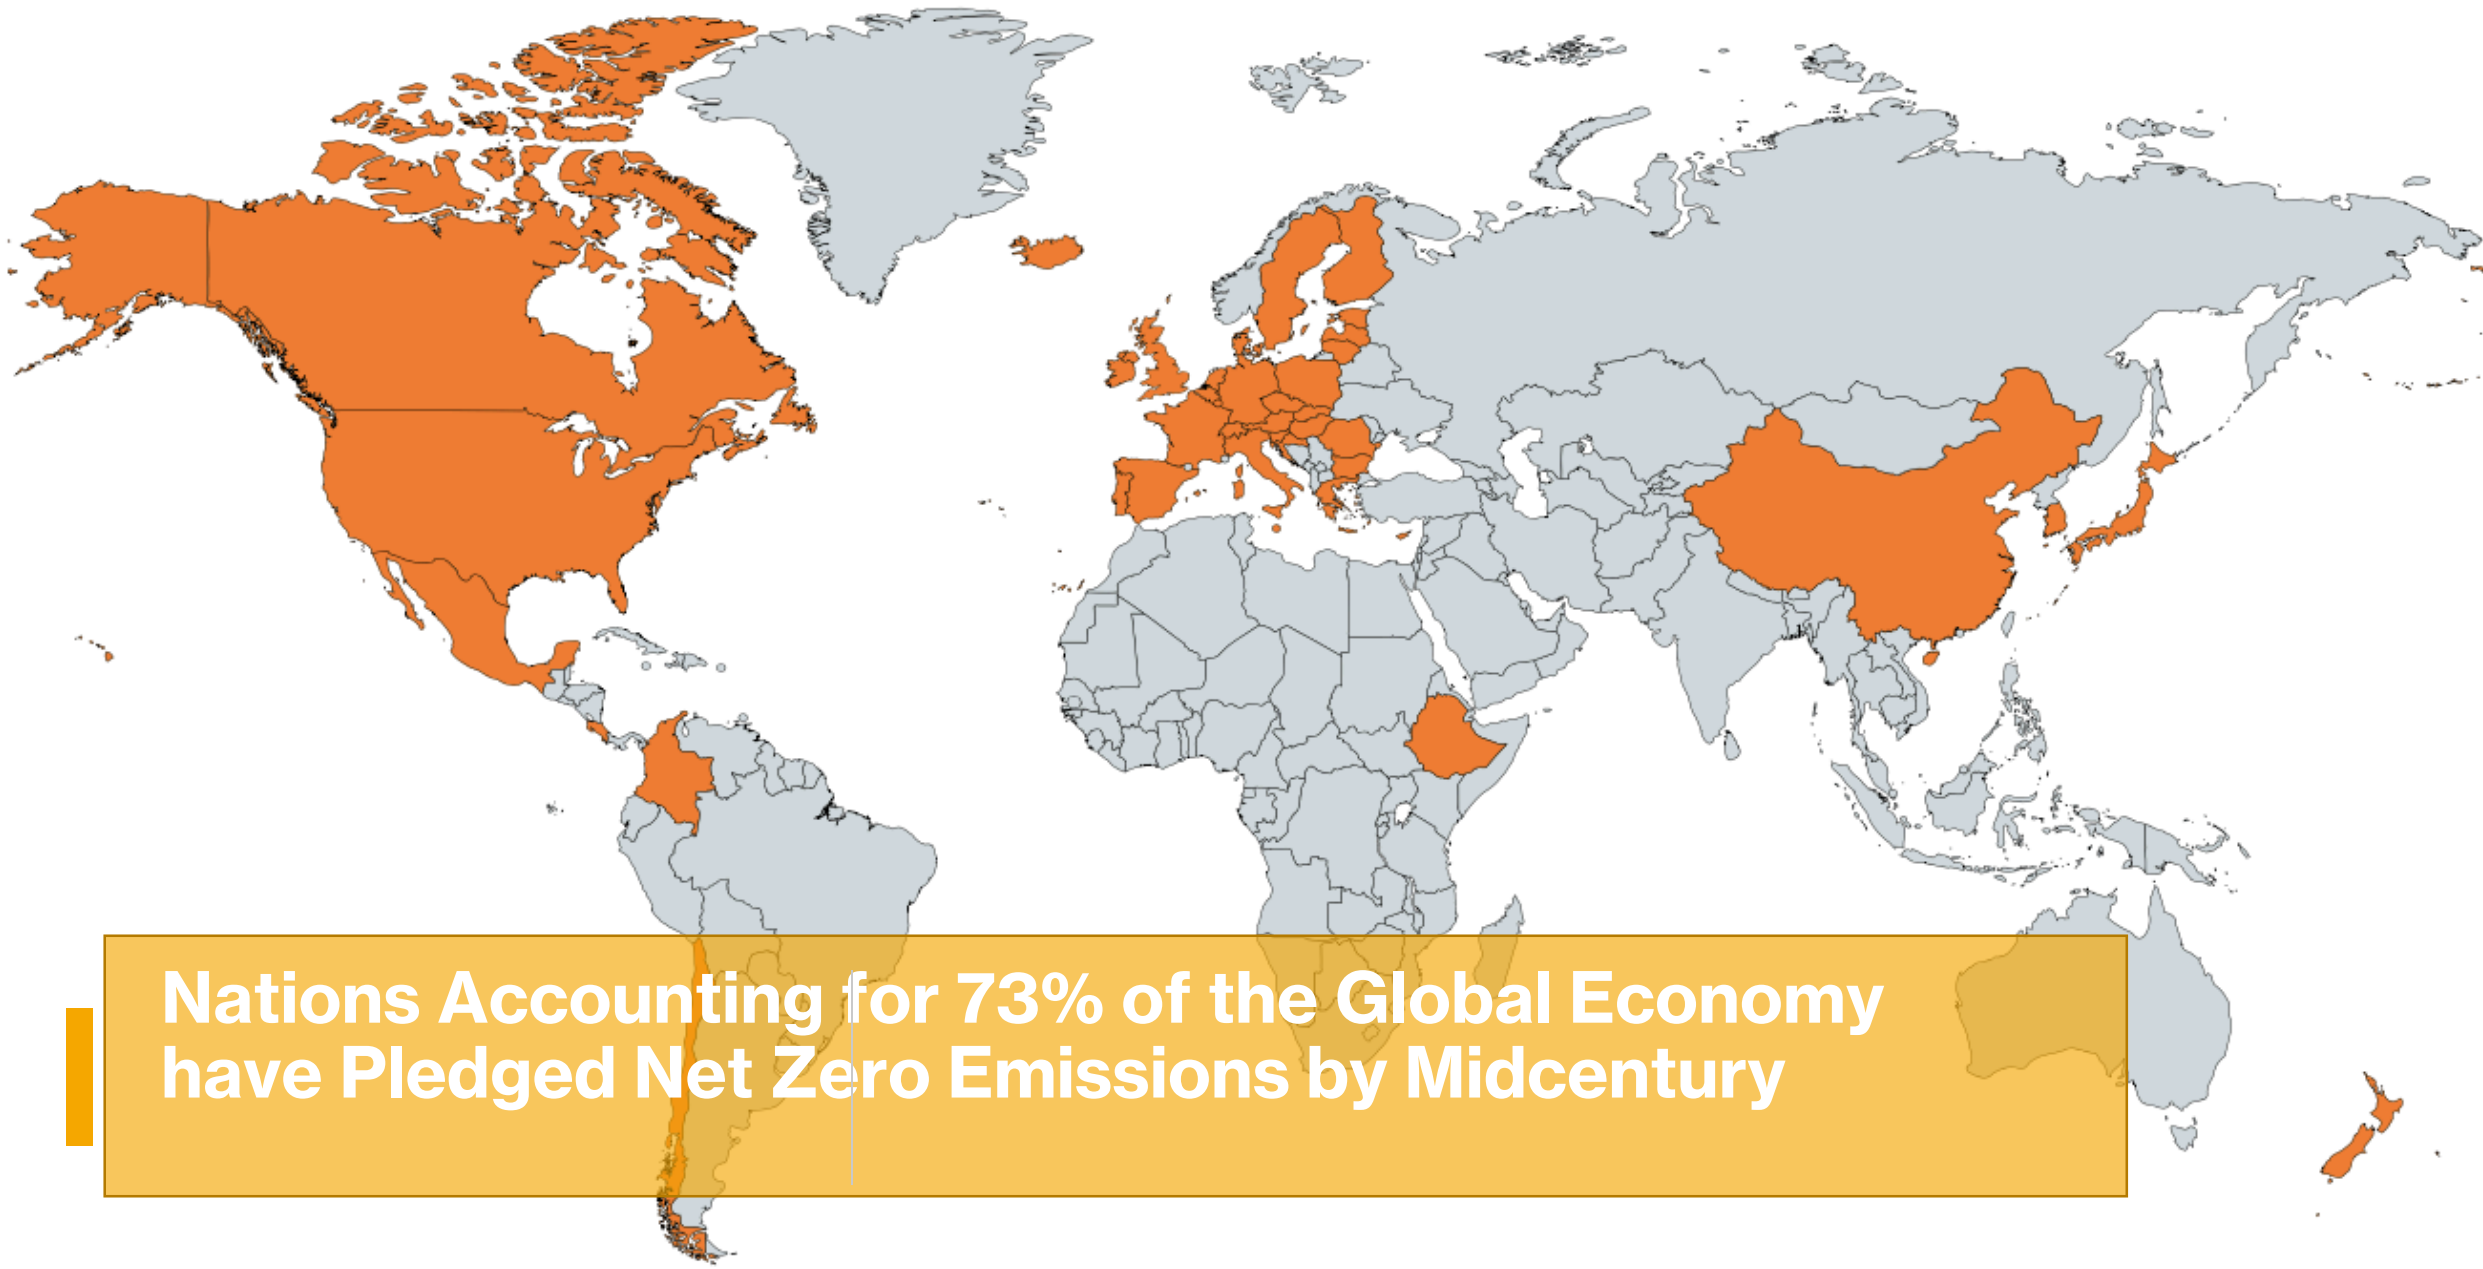 Nations Accounting for 73% of the Global Economy
have Pledged Net Zero Emissions by Midcentury